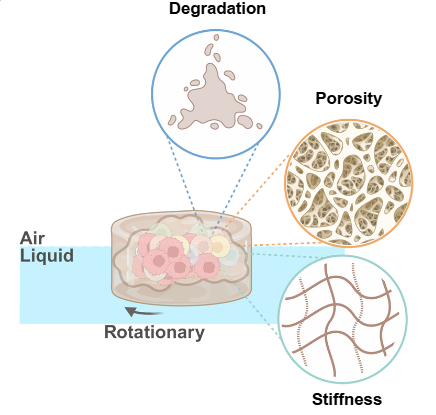 Degradation
Porosity
Air
Liquid
Rotationary
Stiffness